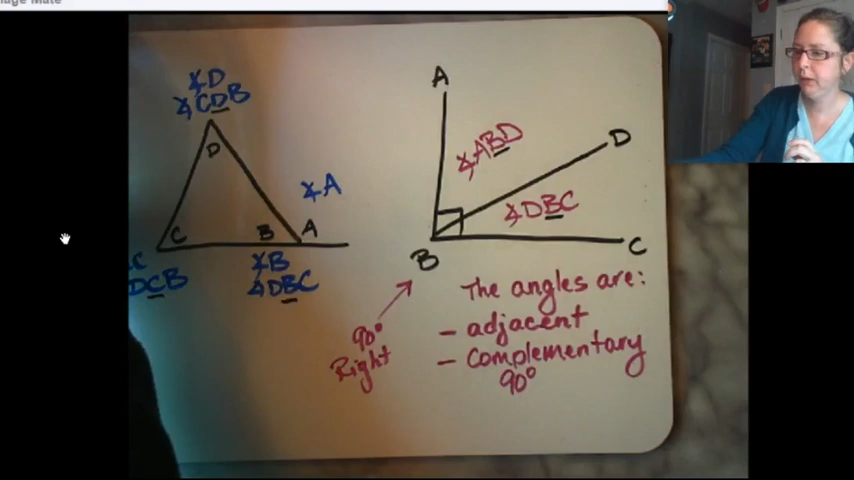 ∡D
∡CDB
D
∡A
C
B
A
∡B
∡DBC
C
DCB
A
∡ABD
D
∡DBC
C
B
The angles are:
- adjacent
- complementary
90°
90°
Right